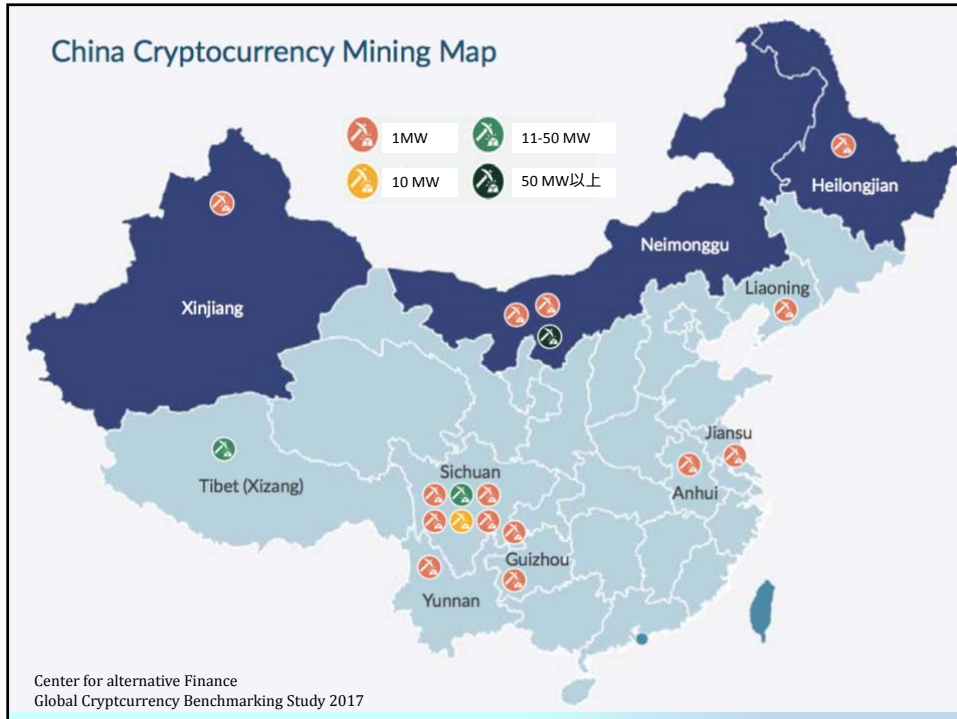 China Cryptocurrency Mining Map
1MW
11-50 MW
10 MW
50 MW以上
Heilongjian
Neimonggu
Xinjiang
Liaoning
Jiansu
Sichuan
Tibet (Xizang)
Anhui
Guizhou
Yunnan
Center for alternative Finance
Global Cryptcurrency Benchmarking Study 2017